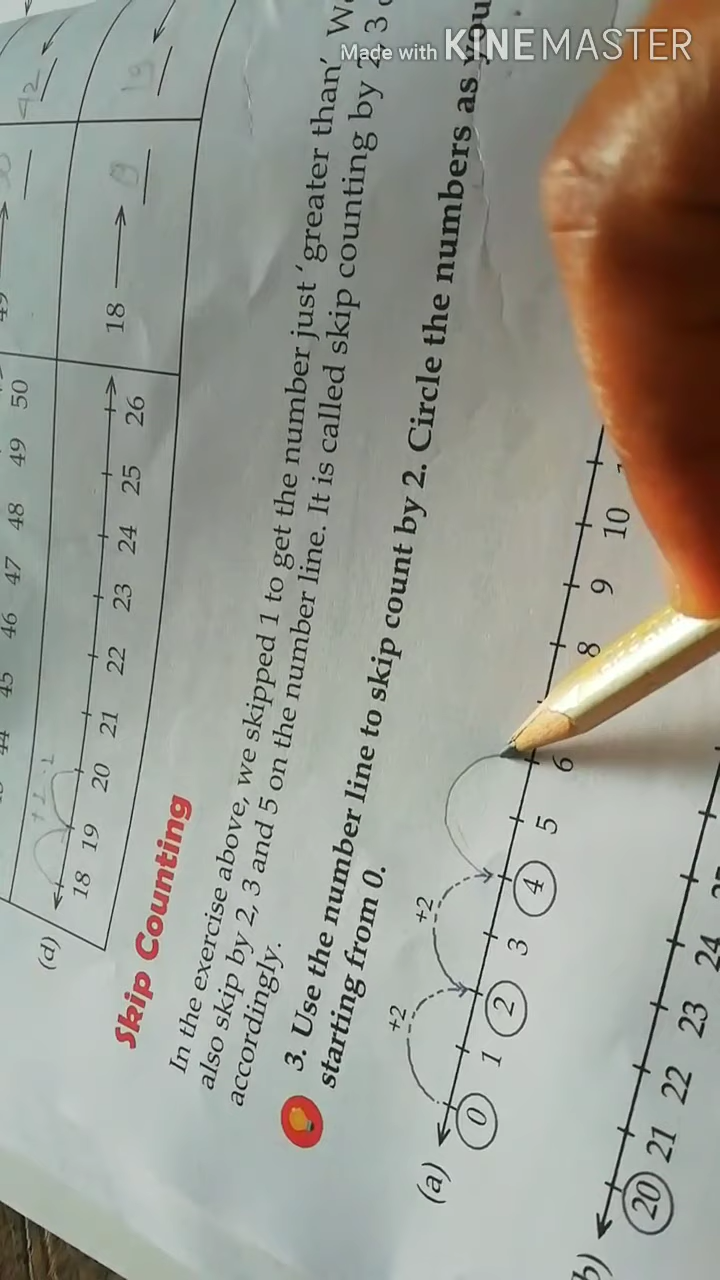 Made with KINEMASTER
44 45 46 47 48 49 50
42
(d)
18 19 20 21 22 23 24 25 26
18
19
Skip Counting
In the exercise above, we skipped 1 to get the number just 'greater than'
also skip by 2, 3 and 5 on the number line. It is called skip counting by
accordingly.
3. Use the number line to skip count by 2. Circle the numbers as you
starting from 0.
+2 +2
(a)
0 1 2 3 4 5 6 8 9 10
20 21 22 23 24